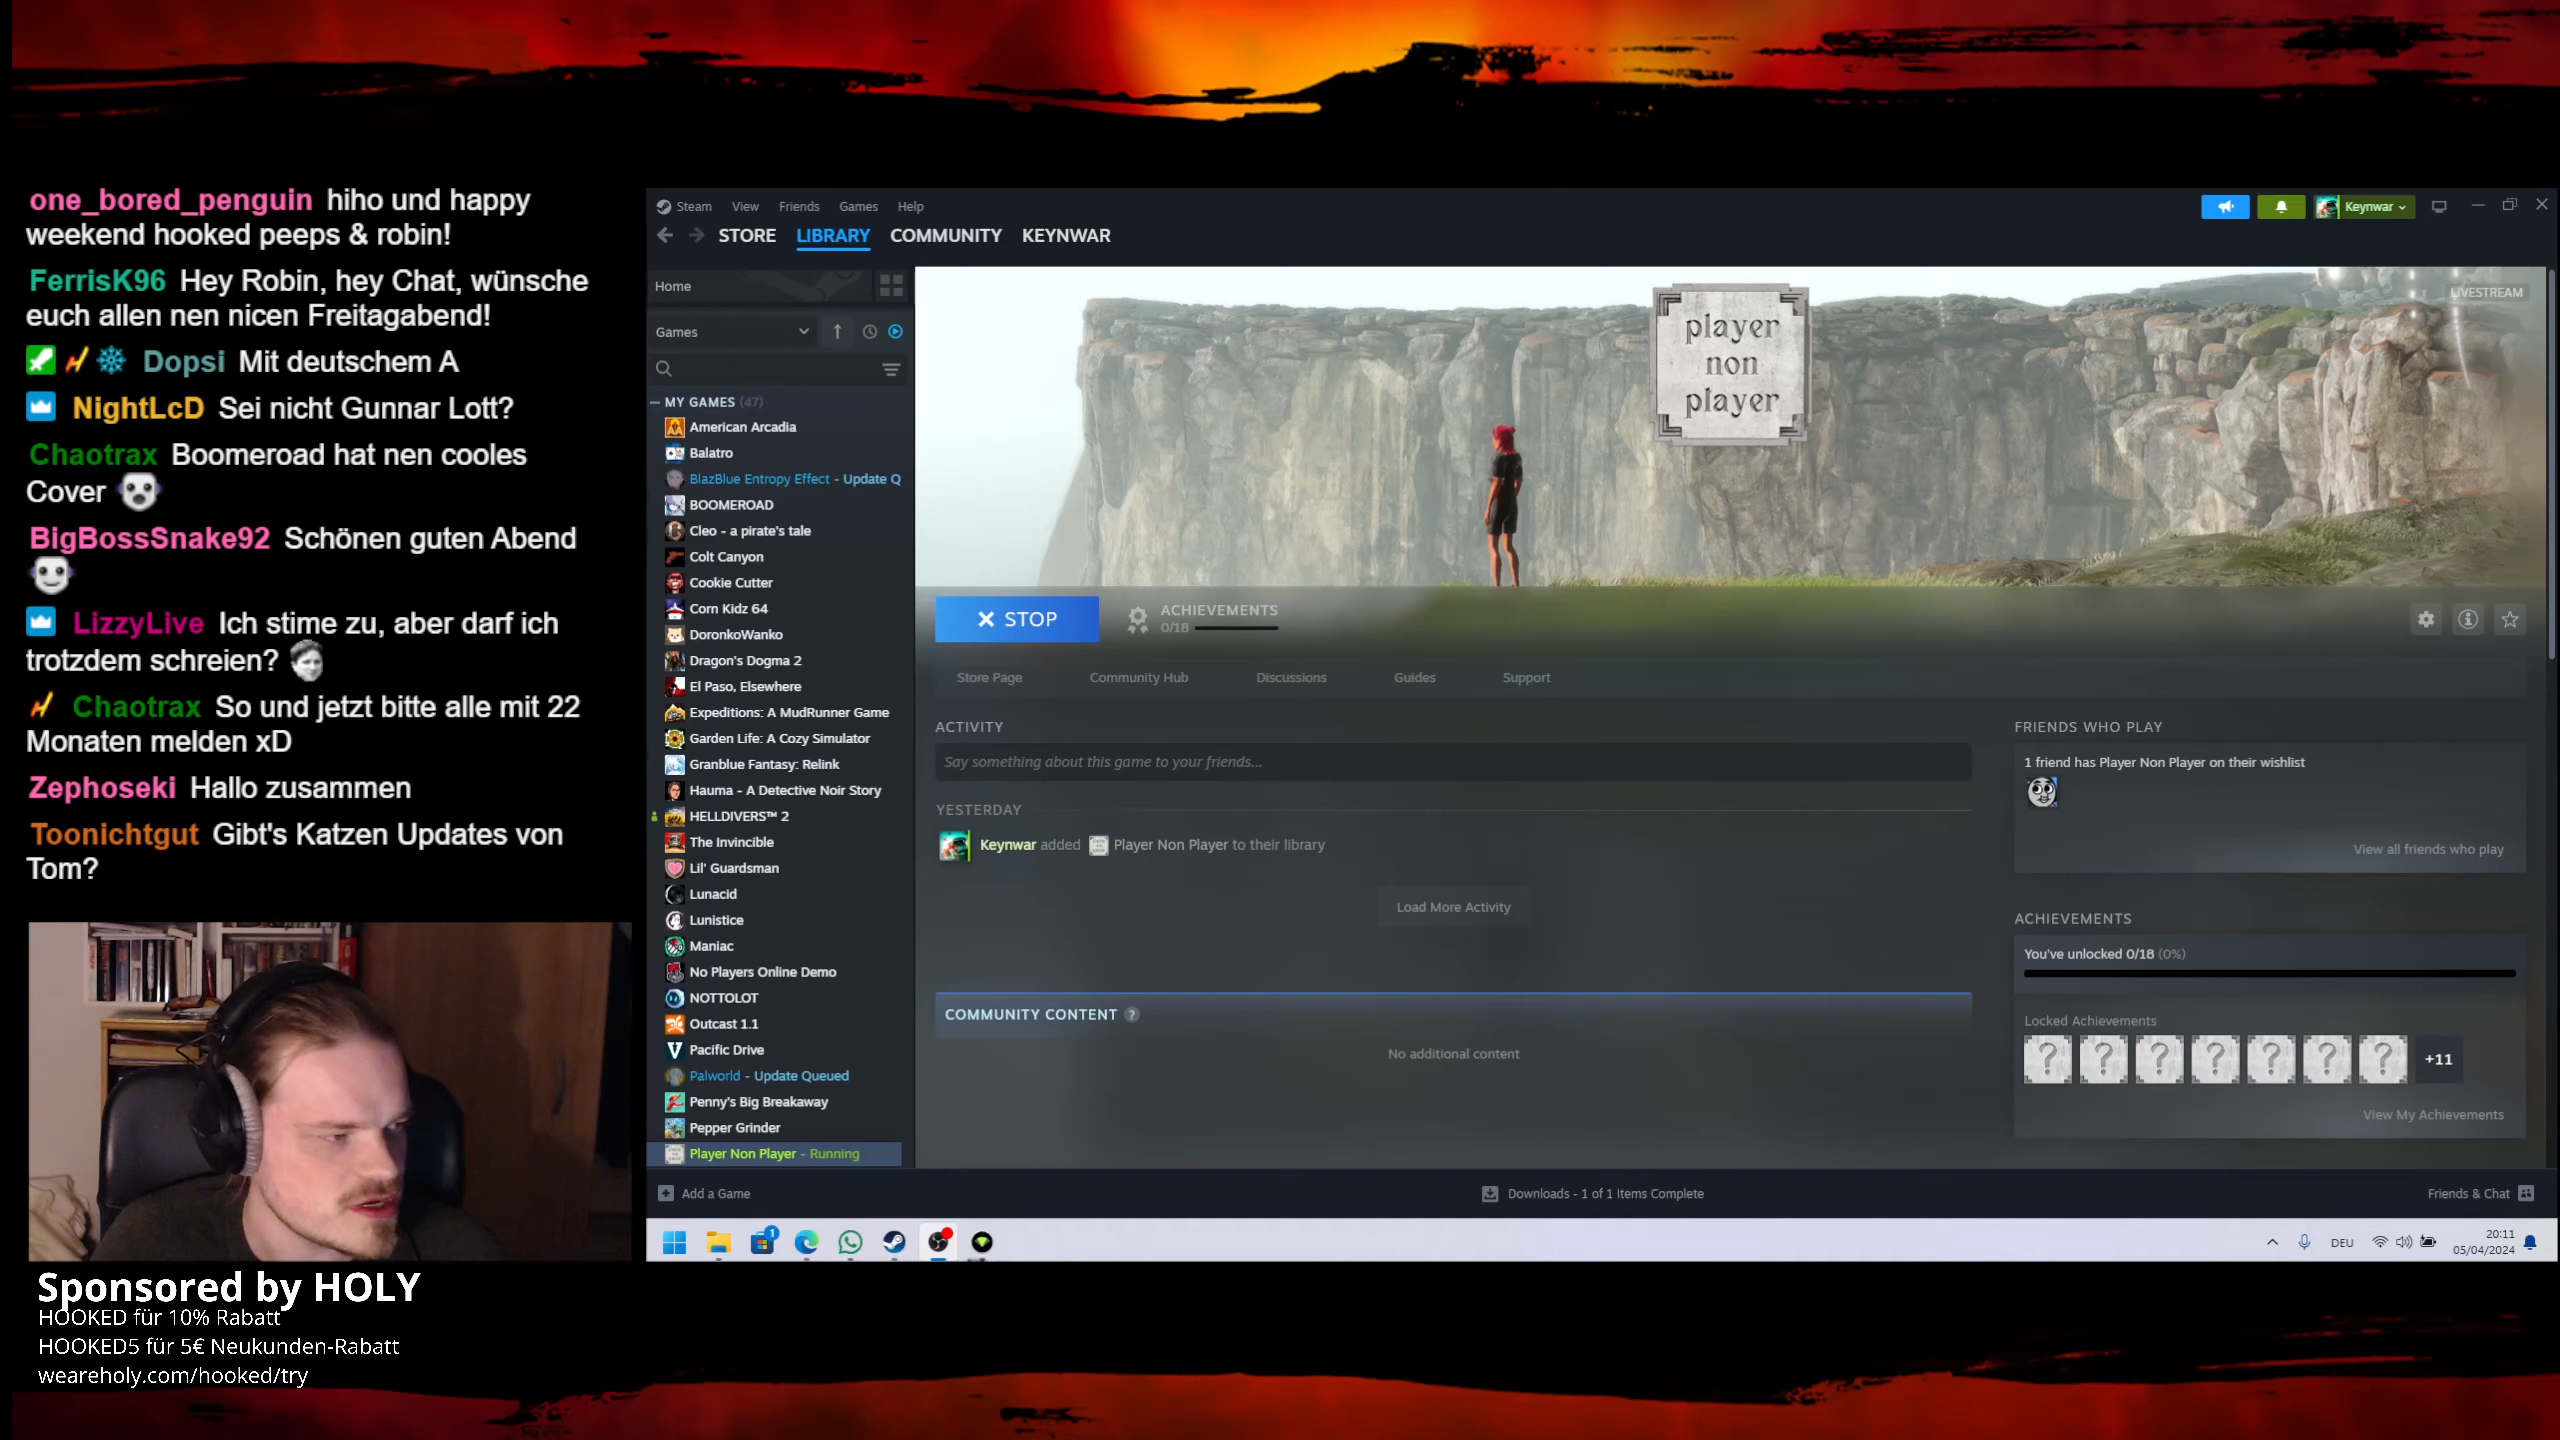 one_bored_penguin hiho und happy
weekend hooked peeps & robin!
FerrisK96 Hey Robin, hey Chat, wünsche
euch allen nen nicen Freitagabend!
Dopsi Mit deutschem A
NightLcD Sei nicht Gunnar Lott?
Chaotrax Boomeroad hat nen cooles
Cover
BigBossSnake92 Schönen guten Abend
LizzyLive Ich stime zu, aber darf ich
trotzdem schreien?
Chaotrax So und jetzt bitte alle mit 22
Monaten melden xD
Zephoseki Hallo zusammen
Toonichtgut Gibt's Katzen Updates von
Tom?
Sponsored by HOLY
HOOKED für 10% Rabatt
HOOKED5 für 5€ Neukunden-Rabatt
weareholy.com/hooked/try
Steam View Friends Games Help
Keynwar
STORE LIBRARY COMMUNITY KEYNWAR
Home
Games
MY GAMES (47)
American Arcadia
Balatro
BlazBlue Entropy Effect - Update Q
BOOMEROAD
Cleo - a pirate's tale
Colt Canyon
Cookie Cutter
Corn Kidz 64
DoronkoWanko
Dragon's Dogma 2
El Paso, Elsewhere
Expeditions: A MudRunner Game
Garden Life: A Cozy Simulator
Granblue Fantasy: Relink
Hauma - A Detective Noir Story
HELLDIVERS™ 2
The Invincible
Lil' Guardsman
Lunacid
Lunistice
Maniac
No Players Online Demo
NOTTOLOT
Outcast 1.1
Pacific Drive
Palworld - Update Queued
Penny's Big Breakaway
Pepper Grinder
Player Non Player - Running
LIVESTREAM
player
non
player
STOP
ACHIEVEMENTS
0/18
Store Page Community Hub Discussions Guides Support
ACTIVITY
Say something about this game to your friends...
YESTERDAY
Keynwar added Player Non Player to their library
Load More Activity
COMMUNITY CONTENT ?
No additional content
FRIENDS WHO PLAY
1 friend has Player Non Player on their wishlist
View all friends who play
ACHIEVEMENTS
You've unlocked 0/18 (0%)
Locked Achievements
? ? ? ? ? ? ? +11
View My Achievements
Add a Game
Downloads - 1 of 1 Items Complete
Friends & Chat
1
DEU
20:11
05/04/2024